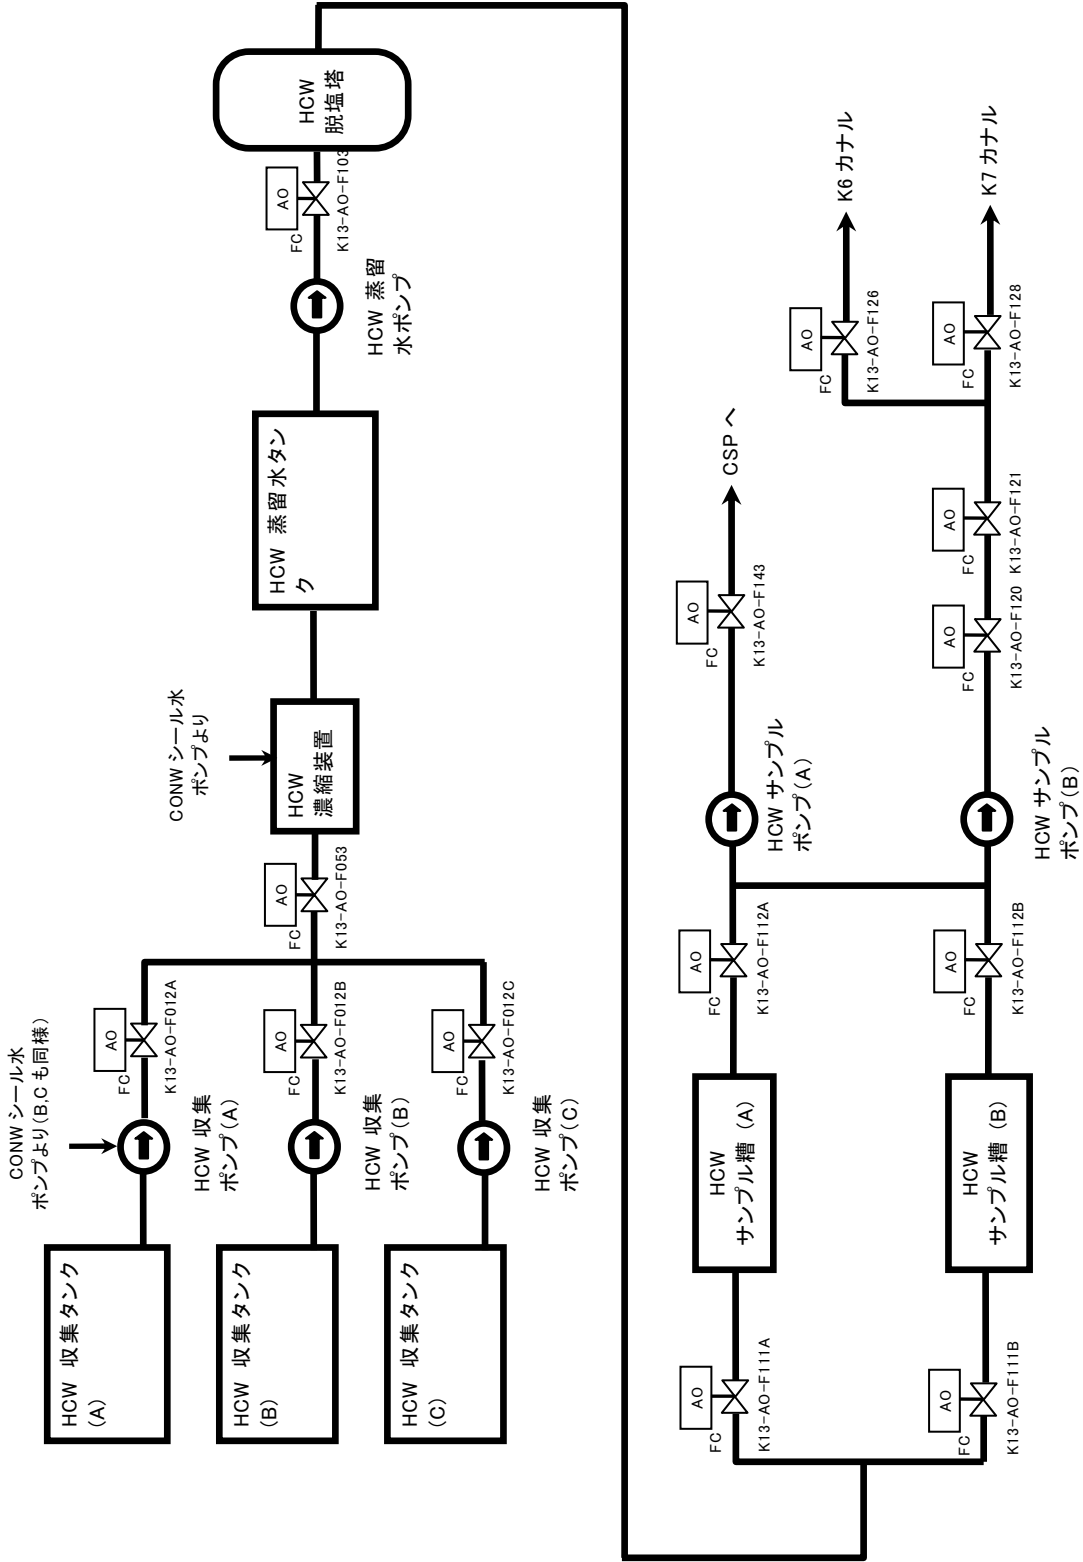 HCW 収集タンク
(A)
CONW シール水
ポンプより(B,C も同様)
HCW 収集
ポンプ(A)
AO
FC
K13-AO-F012A
HCW 収集タンク
(B)
HCW 収集
ポンプ(B)
AO
FC
K13-AO-F012B
HCW 収集タンク
(C)
HCW 収集
ポンプ(C)
AO
FC
K13-AO-F012C
AO
FC
K13-AO-F053
CONW シール水
ポンプより
HCW
濃縮装置
HCW 蒸留水タン
ク
HCW 蒸留
水ポンプ
AO
FC
K13-AO-F103
HCW
脱塩塔
AO
FC
K13-AO-F111A
HCW
サンプル糟 (A)
AO
FC
K13-AO-F112A
HCW サンプル
ポンプ(A)
AO
FC
K13-AO-F143
CSP へ
AO
FC
K13-AO-F111B
HCW
サンプル糟 (B)
AO
FC
K13-AO-F112B
HCW サンプル
ポンプ(B)
AO
FC
K13-AO-F120
AO
FC
K13-AO-F121
AO
FC
K13-AO-F126
K6 カナル
AO
FC
K13-AO-F128
K7 カナル